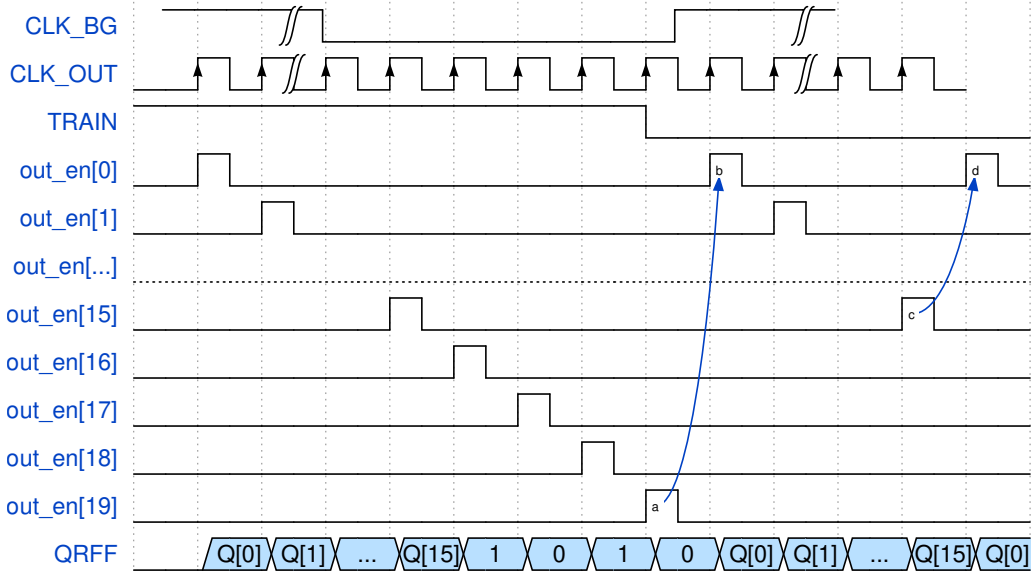 CLK_BG
CLK_OUT
TRAIN
out_en[0] b d
out_en[1]
out_en[...]
out_en[15] c
out_en[16]
out_en[17]
out_en[18]
out_en[19] a
QRFF Q[0] Q[1] ... Q[15] 1 0 1 0 Q[0] Q[1] ... Q[15] Q[0]